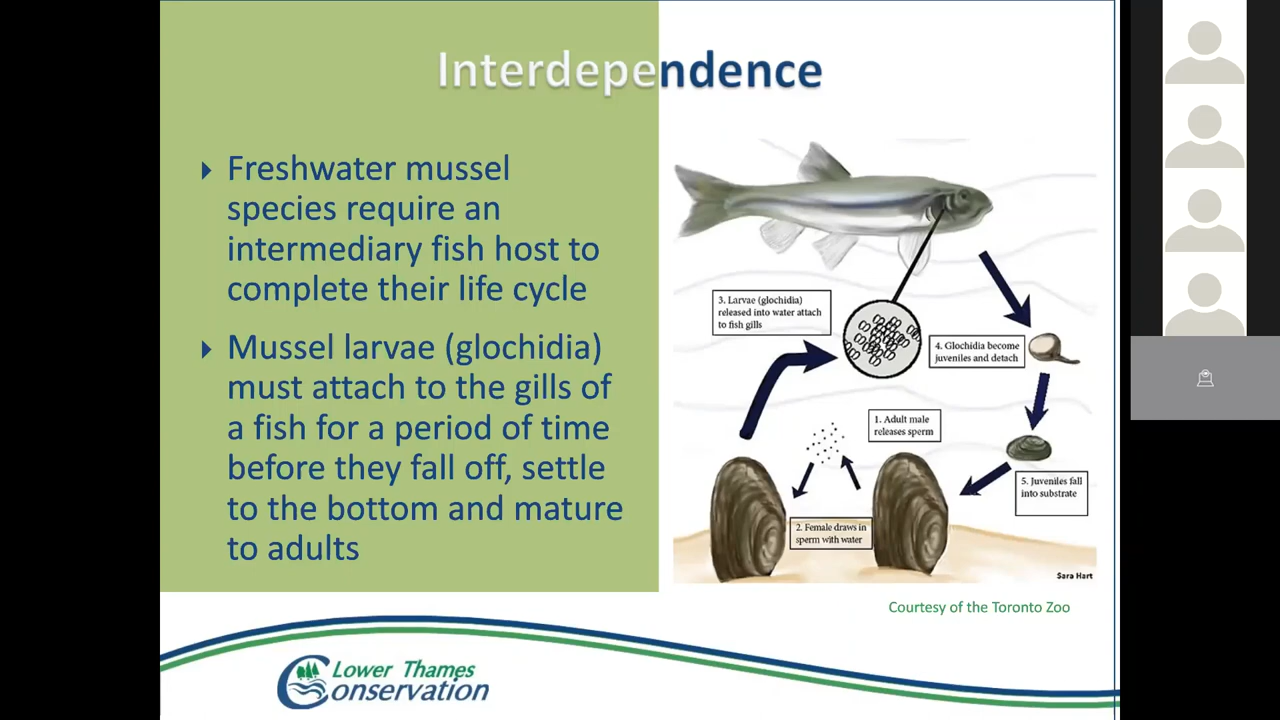 Interdependence
Freshwater mussel
species require an
intermediary fish host to
complete their life cycle
Mussel larvae (glochidia)
must attach to the gills of
a fish for a period of time
before they fall off, settle
to the bottom and mature
to adults
3. Larvae (glochidia)
released into water attach
to fish gills
4. Glochidia become
juveniles and detach
1. Adult male
releases sperm
5. Juveniles fall
into substrate
2. Female draws in
sperm with water
Sara Hart
Courtesy of the Toronto Zoo
Lower Thames
Conservation